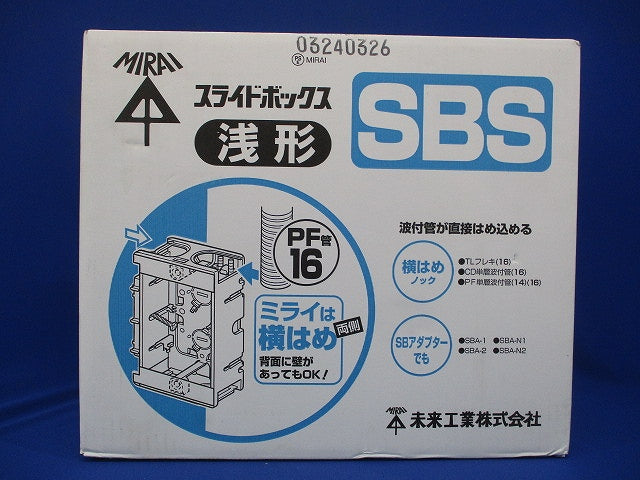 03240326
PS
E
MIRAI
MIRAI
スライドボックス
浅形
SBS
PF管
16
ミライは
横はめ
両側
背面に壁が
あってもOK!
波付管が直接はめ込める
横はめ
ノック
●TLフレキ(16)
●CD単層波付管(16)
●PF単層波付管(14)(16)
SBアダプター
でも
●SBA-1 ●SBA-N1
●SBA-2 ●SBA-N2
MIRAI
未来工業株式会社